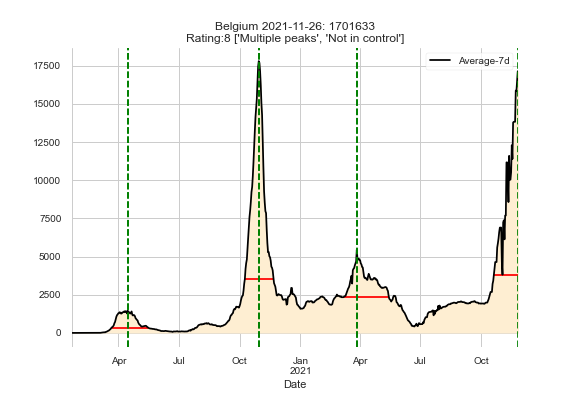 Belgium 2021-11-26: 1701633
Rating:8 ['Multiple peaks', 'Not in control']
Average-7d
17500
15000
12500
10000
7500
5000
2500
0
Apr Jul Oct Jan Apr Jul Oct
2021
Date